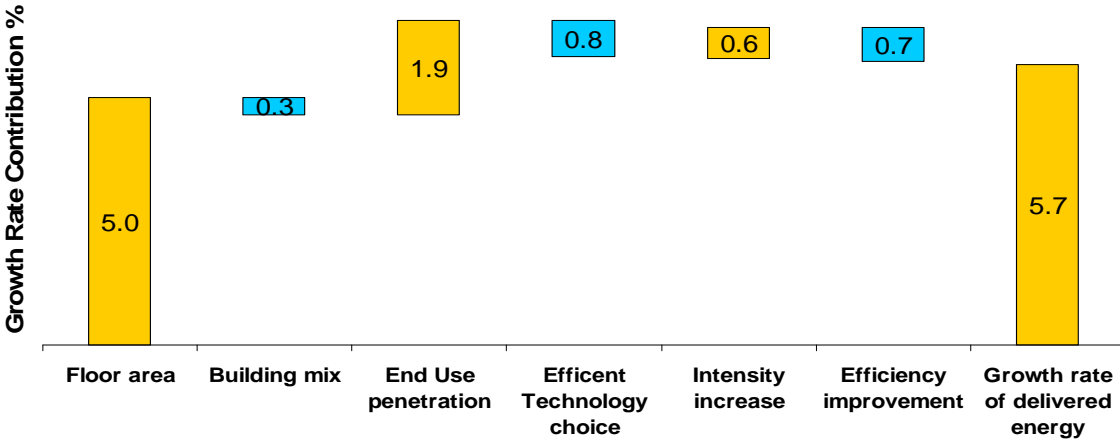 Growth Rate Contribution %
5.0
0.3
1.9
0.8
0.6
0.7
5.7
Floor area
Building mix
End Use
penetration
Efficent
Technology
choice
Intensity
increase
Efficiency
improvement
Growth rate
of delivered
energy